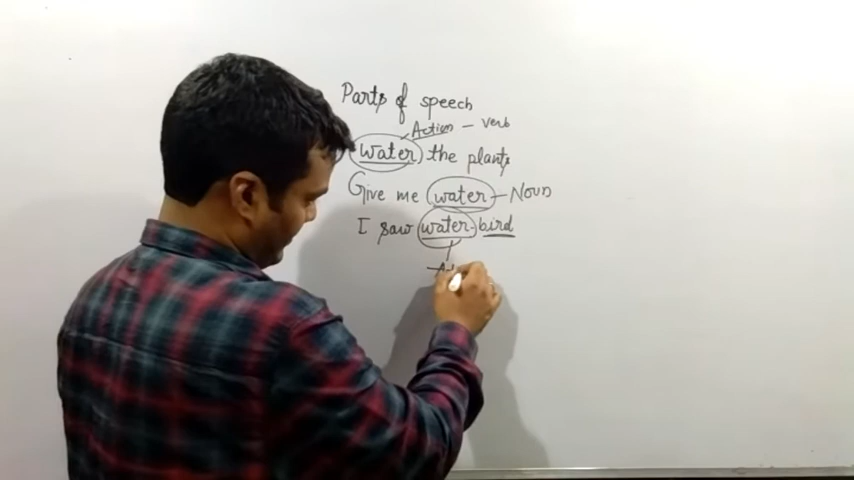 Parts of speech
Action - verb
Water the plants
Give me water - Noun
I saw water-bird